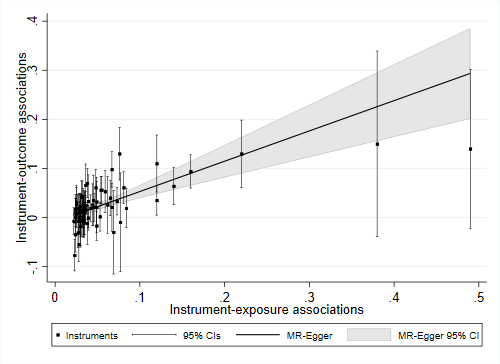 .4
.3
.2
.1
0
-.1
Instrument-outcome associations
0 .1 .2 .3 .4 .5
Instrument-exposure associations
Instruments 95% CIs MR-Egger MR-Egger 95% CI